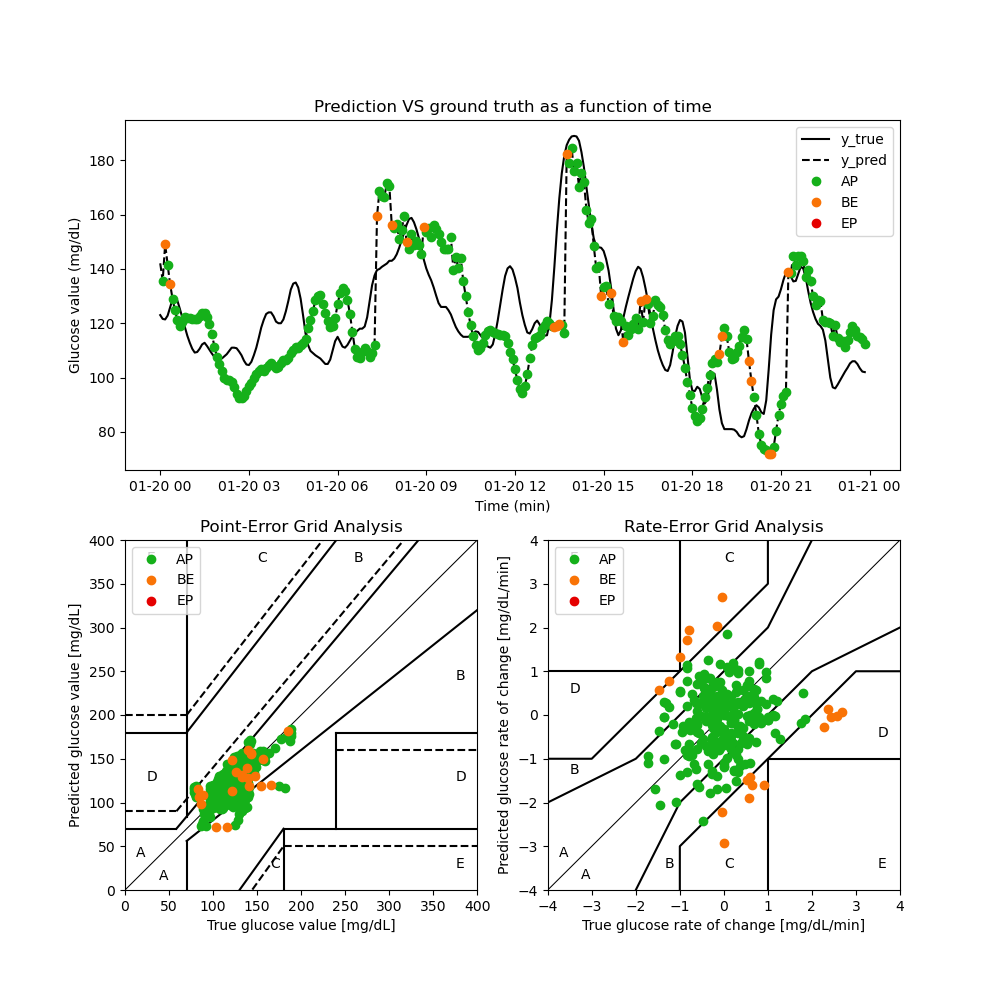 Prediction VS ground truth as a function of time
Glucose value (mg/dL)
180
160
140
120
100
80
y_true
y_pred
AP
BE
EP
01-20 00 01-20 03 01-20 06 01-20 09 01-20 12 01-20 15 01-20 18 01-20 21 01-21 00
Time (min)
Point-Error Grid Analysis
Predicted glucose value [mg/dL]
400
350
300
250
200
150
100
50
0
AP
BE
EP
C
B
B
D
D
A
A
C
E
0 50 100 150 200 250 300 350 400
True glucose value [mg/dL]
Rate-Error Grid Analysis
Predicted glucose rate of change [mg/dL/min]
4
3
2
1
0
−1
−2
−3
−4
AP
BE
EP
C
D
D
B
A
A
B
C
E
−4 −3 −2 −1 0 1 2 3 4
True glucose rate of change [mg/dL/min]